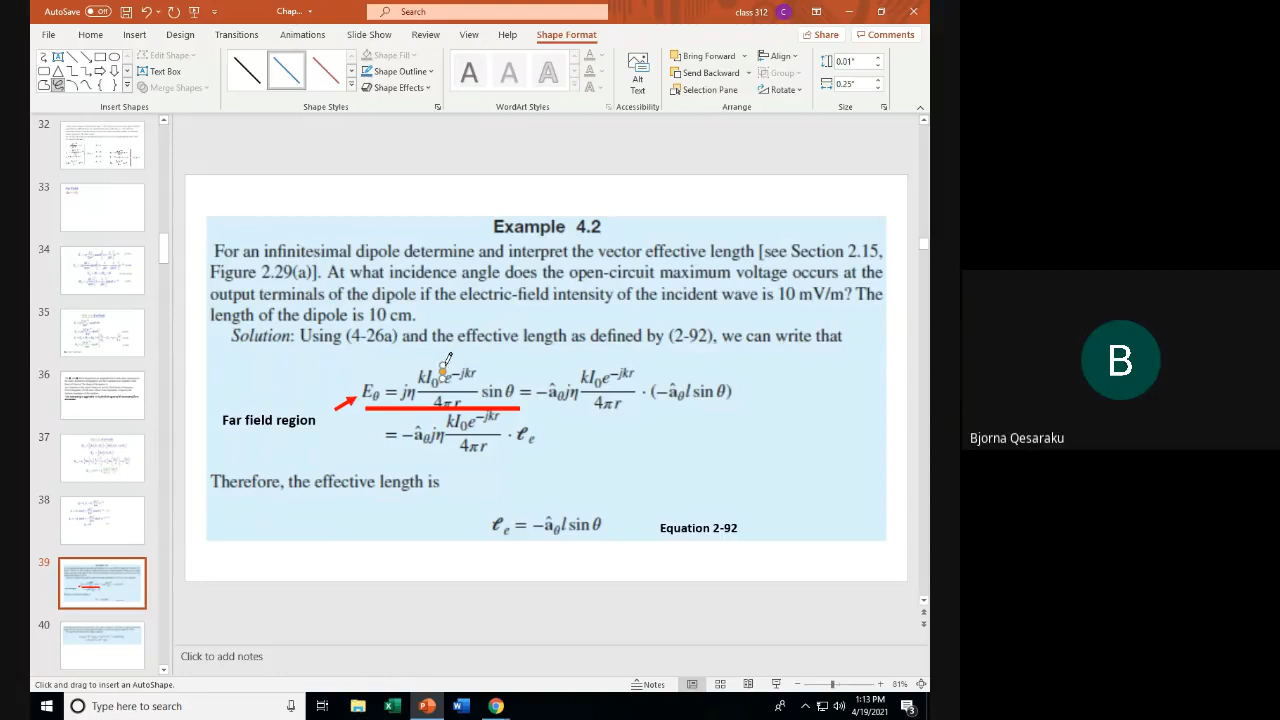 AutoSave Off Chap... Search class 312 C
File Home Insert Design Transitions Animations Slide Show Review View Help Shape Format Share Comments
Edit Shape Text Box Merge Shapes
Shape Fill Shape Outline Shape Effects
A A A
Alt Text
Bring Forward Send Backward Selection Pane
Align Group Rotate
0.01"
0.25"
Insert Shapes Shape Styles WordArt Styles Accessibility Arrange Size
32
33
34
35
36
37
38
39
40
Example 4.2
For an infinitesimal dipole determine and interpret the vector effective length [see Section 2.15,
Figure 2.29(a)]. At what incidence angle does the open-circuit maximum voltage occurs at the
output terminals of the dipole if the electric-field intensity of the incident wave is 10 mV/m? The
length of the dipole is 10 cm.
Solution: Using (4-26a) and the effective length as defined by (2-92), we can write that
E_θ = jη kI₀e^{−jkr} / 4πr sin θ = −â_θ jη kI₀e^{−jkr} / 4πr · (−â_θ l sin θ)
Far field region
= −â_θ jη kI₀e^{−jkr} / 4πr · ℓ_e
Therefore, the effective length is
ℓ_e = −â_θ l sin θ Equation 2-92
Click to add notes
Click and drag to insert an AutoShape. Notes 81%
Type here to search
1:13 PM
4/19/2021
3
B
Bjorna Qesaraku